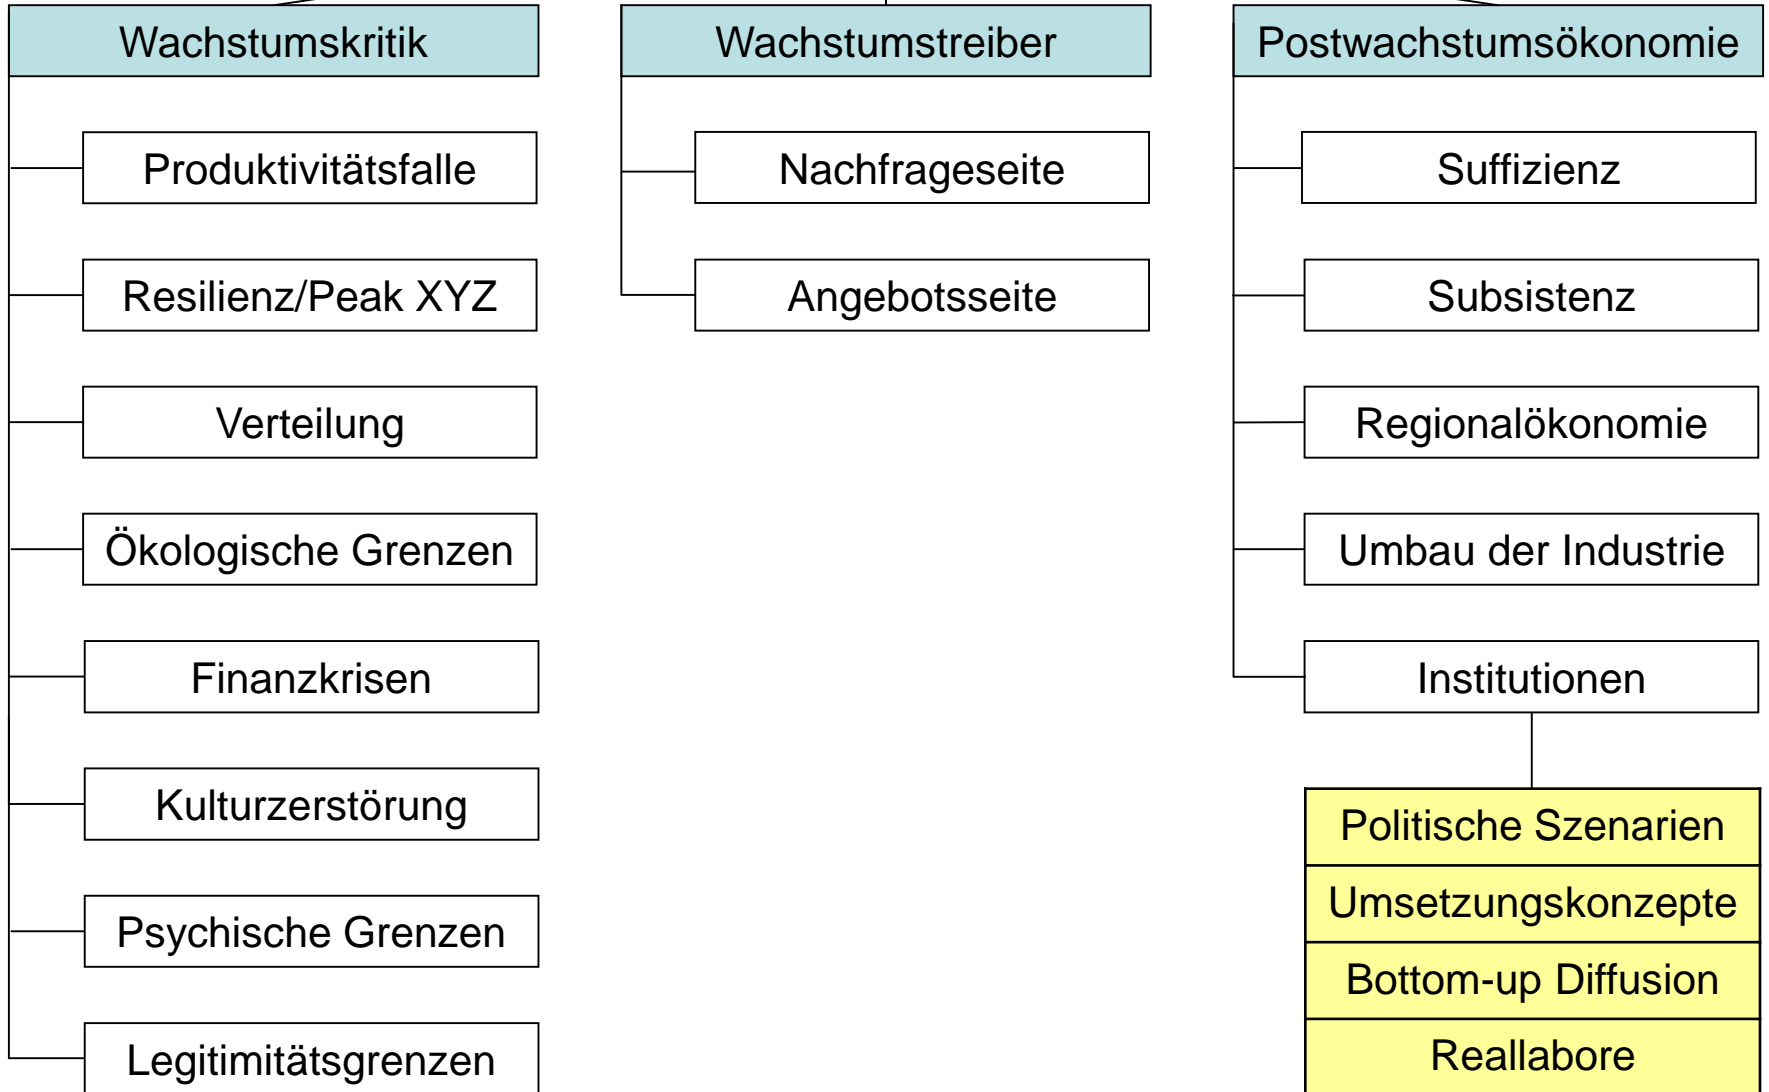 Wachstumskritik
Produktivitätsfalle
Resilienz/Peak XYZ
Verteilung
Ökologische Grenzen
Finanzkrisen
Kulturzerstörung
Psychische Grenzen
Legitimitätsgrenzen
Wachstumstreiber
Nachfrageseite
Angebotsseite
Postwachstumsökonomie
Suffizienz
Subsistenz
Regionalökonomie
Umbau der Industrie
Institutionen
Politische Szenarien
Umsetzungskonzepte
Bottom-up Diffusion
Reallabore